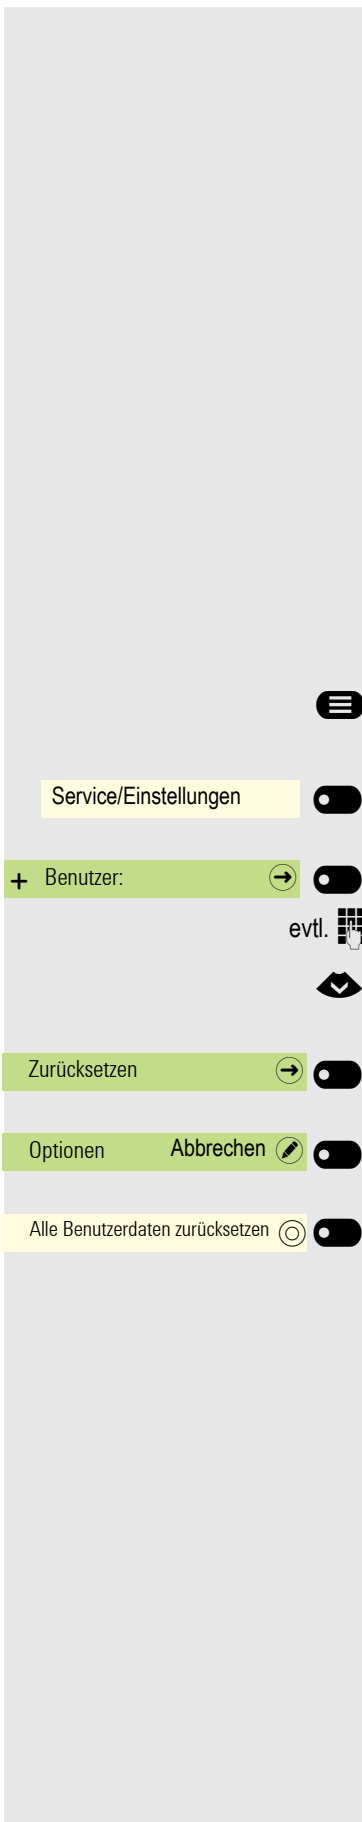 Service/Einstellungen
+ Benutzer:
evtl.
Zurücksetzen
Optionen Abbrechen
Alle Benutzerdaten zurücksetzen